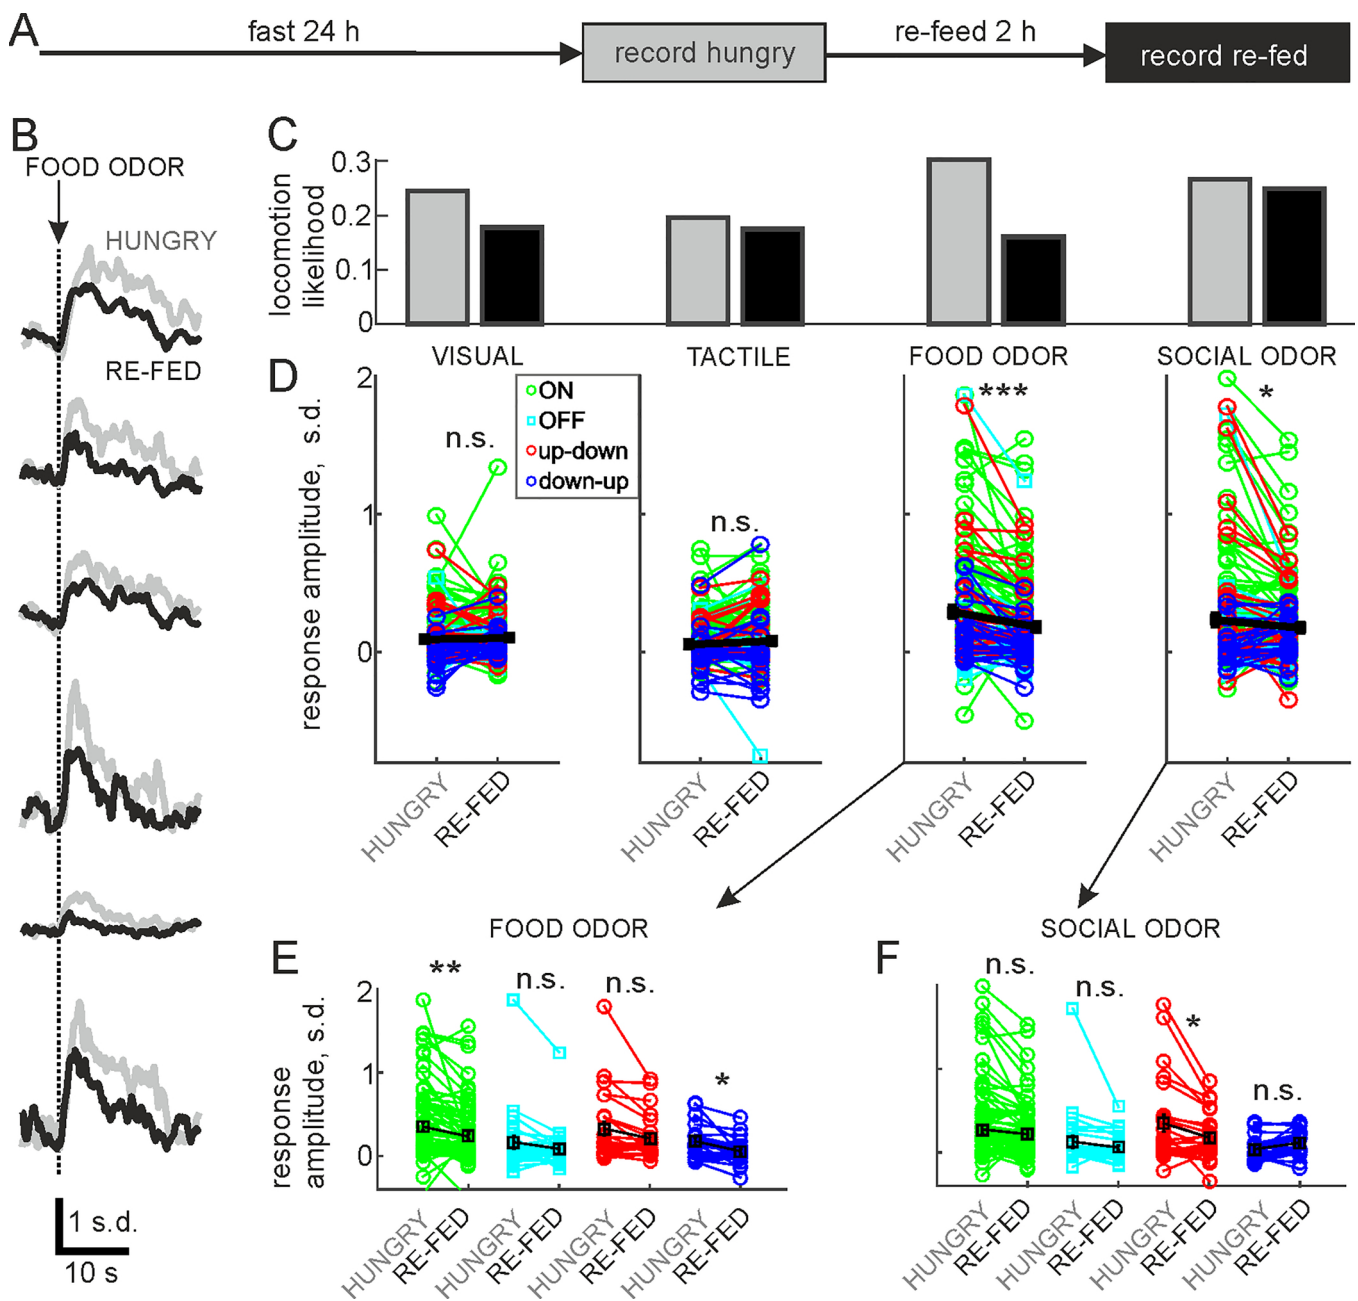 A
fast 24 h
record hungry
re-feed 2 h
record re-fed
B
FOOD ODOR
HUNGRY
RE-FED
1 s.d.
10 s
C
locomotion
likelihood
0.3
0.2
0.1
0
VISUAL
TACTILE
FOOD ODOR
SOCIAL ODOR
D
response amplitude, s.d.
2
1
0
ON
OFF
up-down
down-up
n.s.
n.s.
***
*
HUNGRY
RE-FED
HUNGRY
RE-FED
HUNGRY
RE-FED
HUNGRY
RE-FED
E
FOOD ODOR
response
amplitude, s.d.
2
1
0
**
n.s.
n.s.
*
HUNGRY
RE-FED
HUNGRY
RE-FED
HUNGRY
RE-FED
HUNGRY
RE-FED
F
SOCIAL ODOR
n.s.
n.s.
*
n.s.
HUNGRY
RE-FED
HUNGRY
RE-FED
HUNGRY
RE-FED
HUNGRY
RE-FED